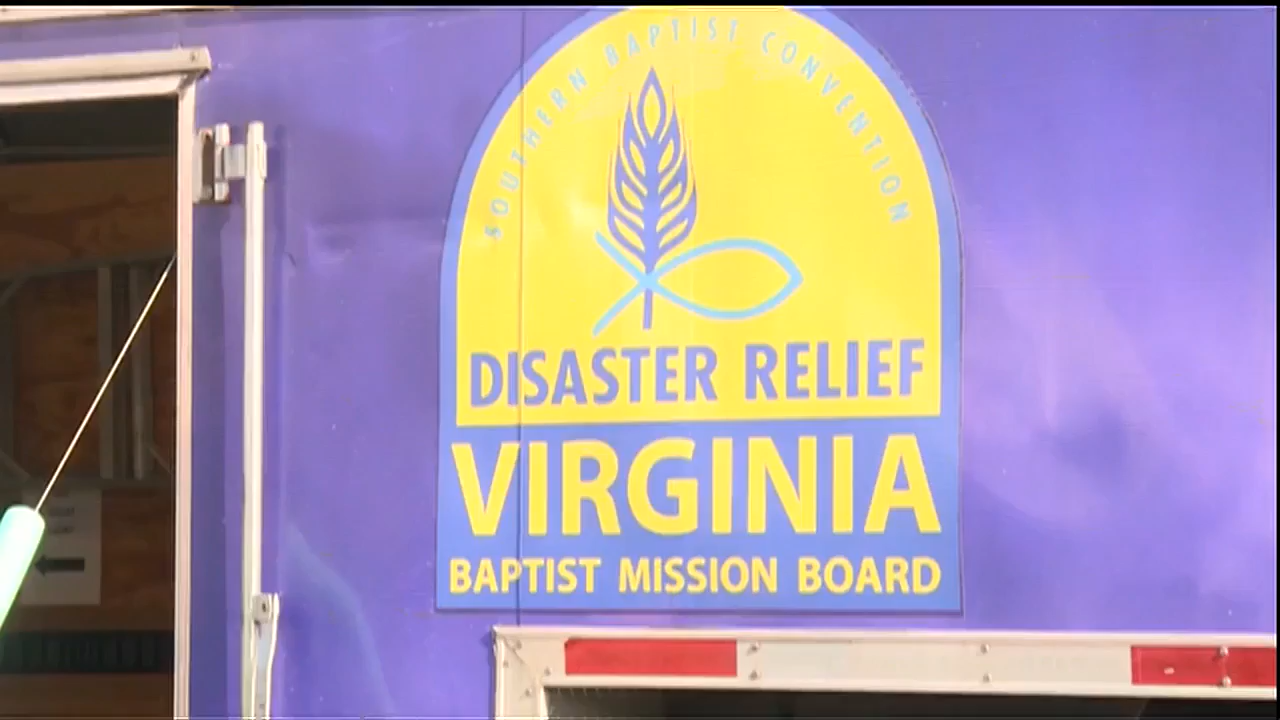 SOUTHERN BAPTIST CONVENTION
DISASTER RELIEF
VIRGINIA
BAPTIST MISSION BOARD